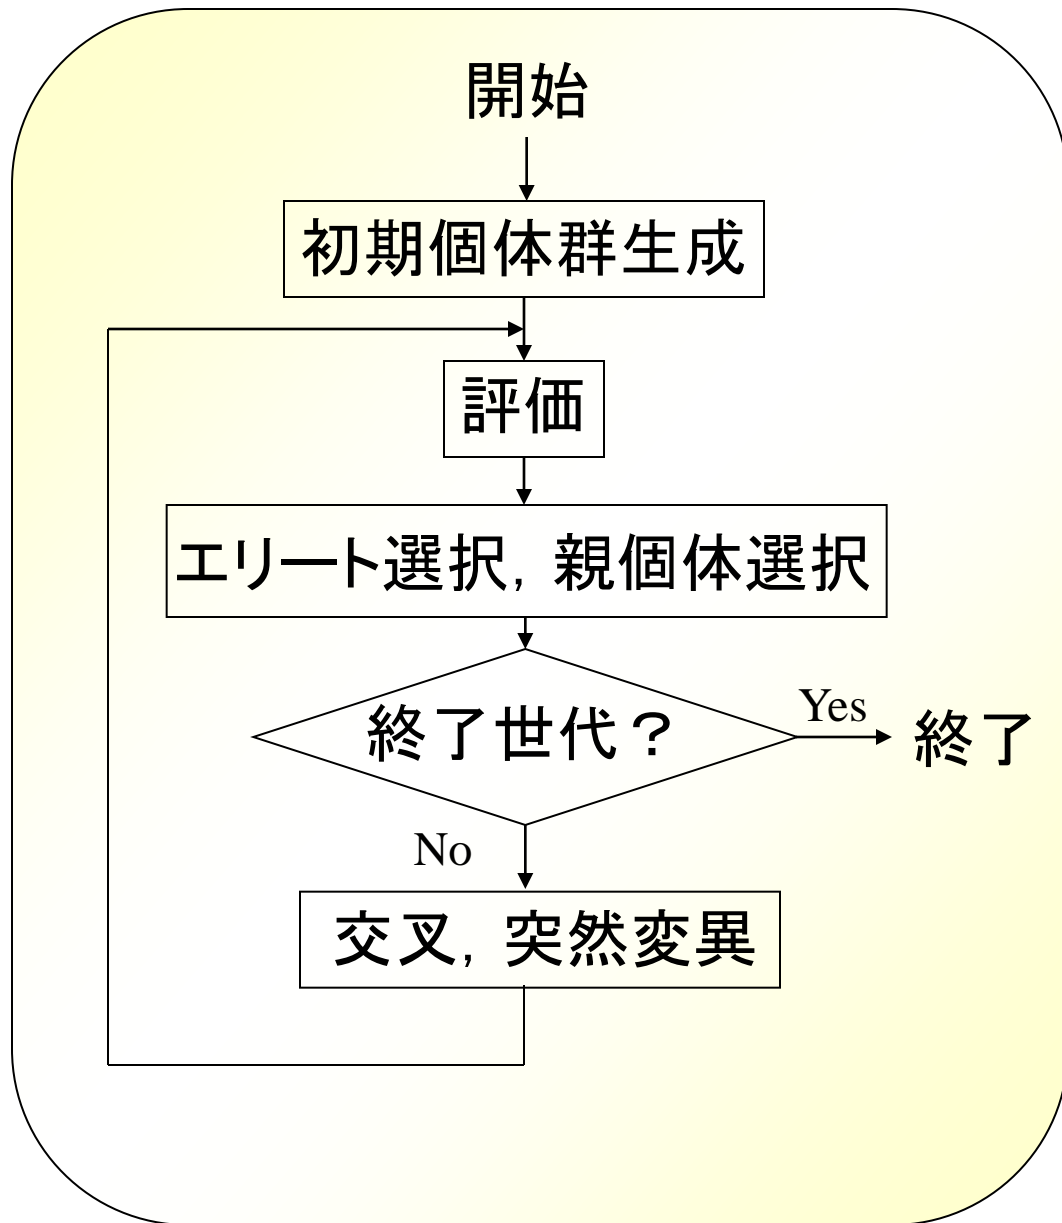 開始
初期個体群生成
評価
エリート選択，親個体選択
終了世代？
Yes
終了
No
交叉，突然変異